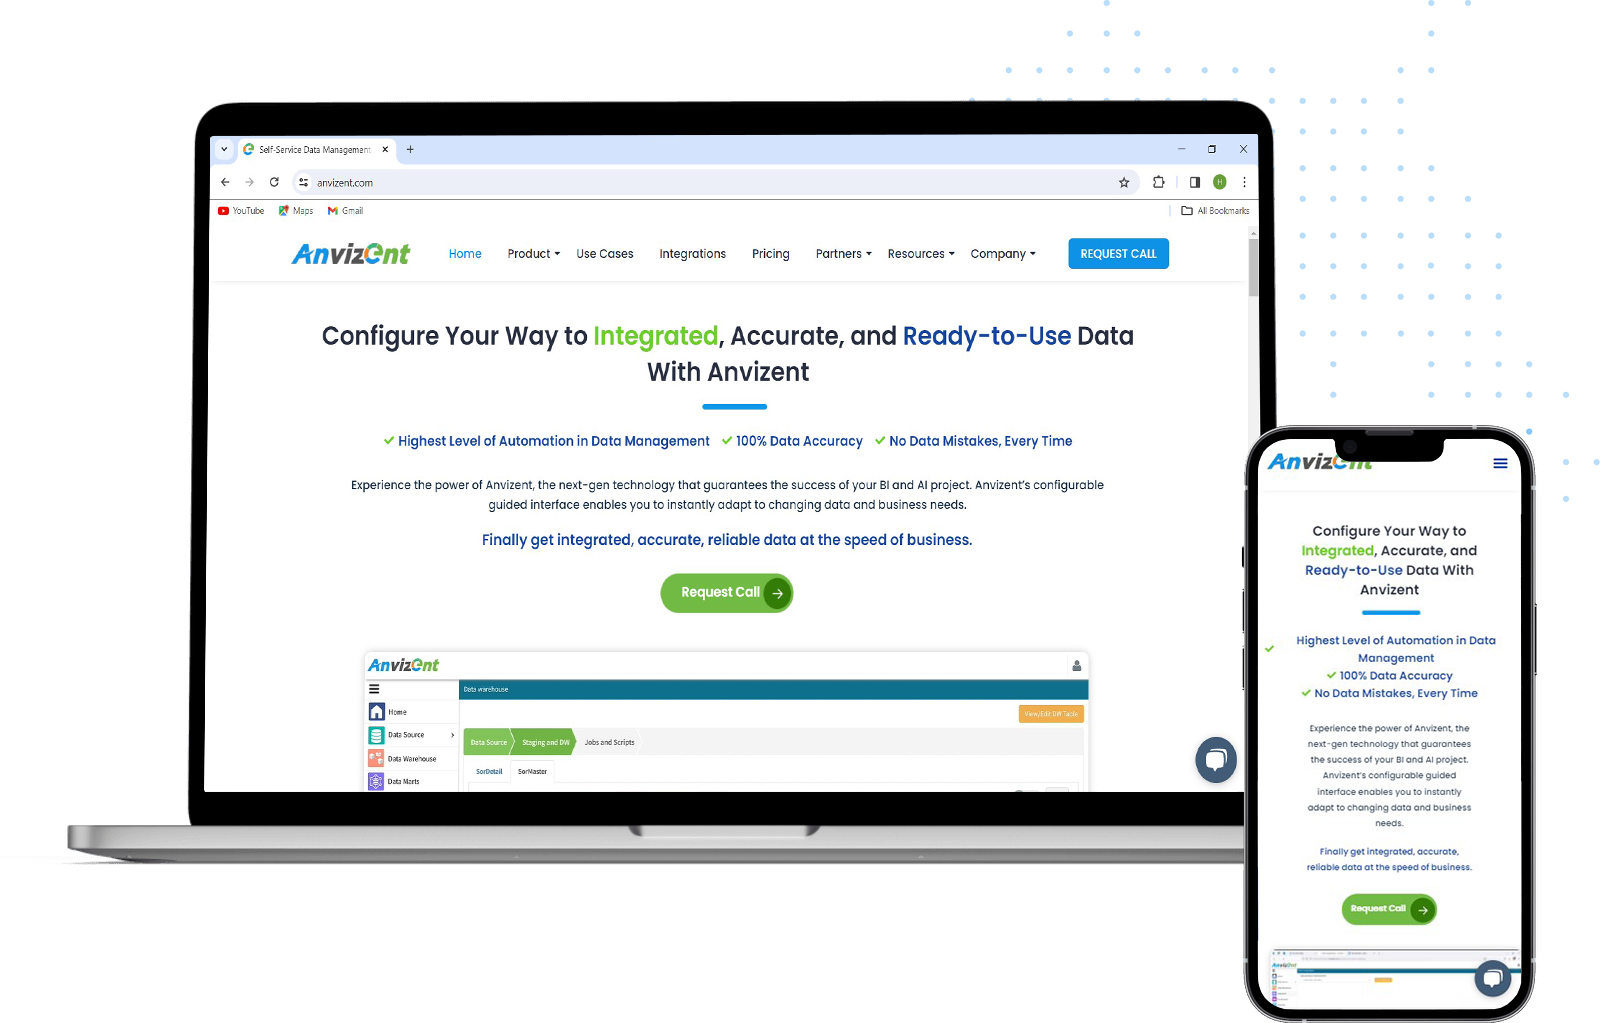 Self-Service Data Management
anvizent.com
H
YouTube Maps Gmail All Bookmarks
Anvizent Home Product Use Cases Integrations Pricing Partners Resources Company REQUEST CALL
Configure Your Way to Integrated, Accurate, and Ready-to-Use Data
With Anvizent
Highest Level of Automation in Data Management 100% Data Accuracy No Data Mistakes, Every Time
Experience the power of Anvizent, the next-gen technology that guarantees the success of your BI and AI project. Anvizent's configurable
guided interface enables you to instantly adapt to changing data and business needs.
Finally get integrated, accurate, reliable data at the speed of business.
Request Call
Anvizent
Data warehouse
Home
View/Edit DW Table
Data Source
Data Source Staging and DW Jobs and Scripts
Data Warehouse
SorDetail SorMaster
Data Marts
Anvizent
Configure Your Way to
Integrated, Accurate, and
Ready-to-Use Data With
Anvizent
Highest Level of Automation in Data
Management
100% Data Accuracy
No Data Mistakes, Every Time
Experience the power of Anvizent, the
next-gen technology that guarantees
the success of your BI and AI project.
Anvizent's configurable guided
interface enables you to instantly
adapt to changing data and business
needs.
Finally get integrated, accurate,
reliable data at the speed of business.
Request Call
Anvizent